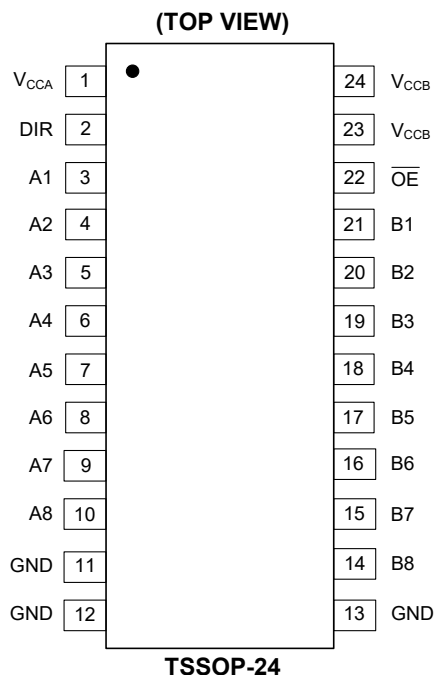 (TOP VIEW)
VCCA 1 24 VCCB
DIR 2 23 VCCB
A1 3 22 O̅E̅
A2 4 21 B1
A3 5 20 B2
A4 6 19 B3
A5 7 18 B4
A6 8 17 B5
A7 9 16 B6
A8 10 15 B7
GND 11 14 B8
GND 12 13 GND
TSSOP-24